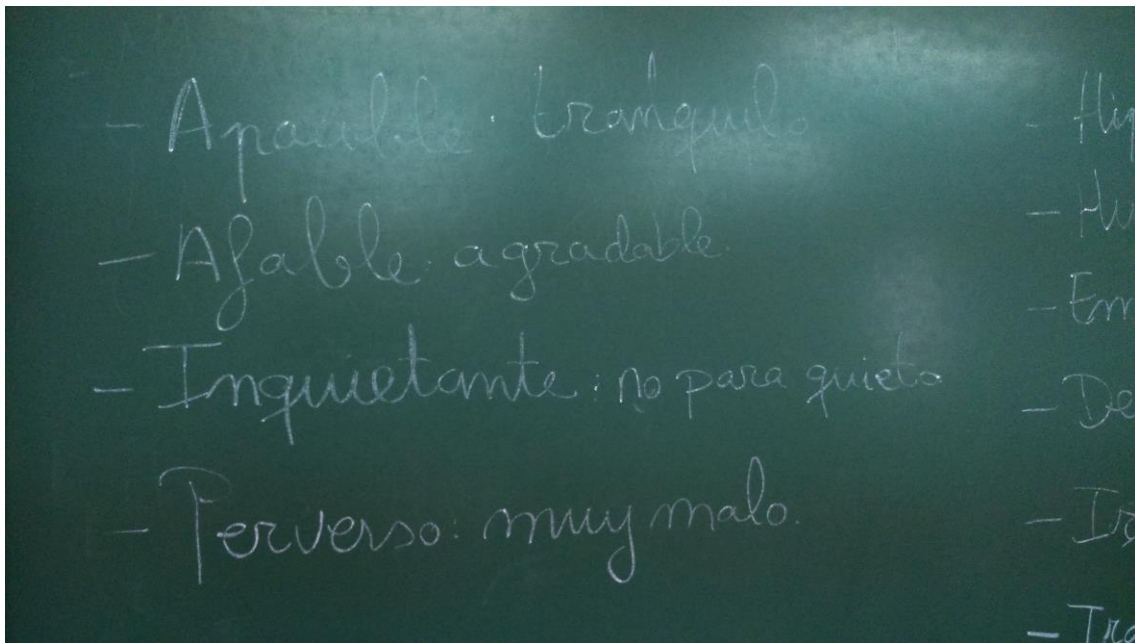 - Apacible: tranquilo
- Afable: agradable.
- Inquietante: no para quieto
- Perverso: muy malo.